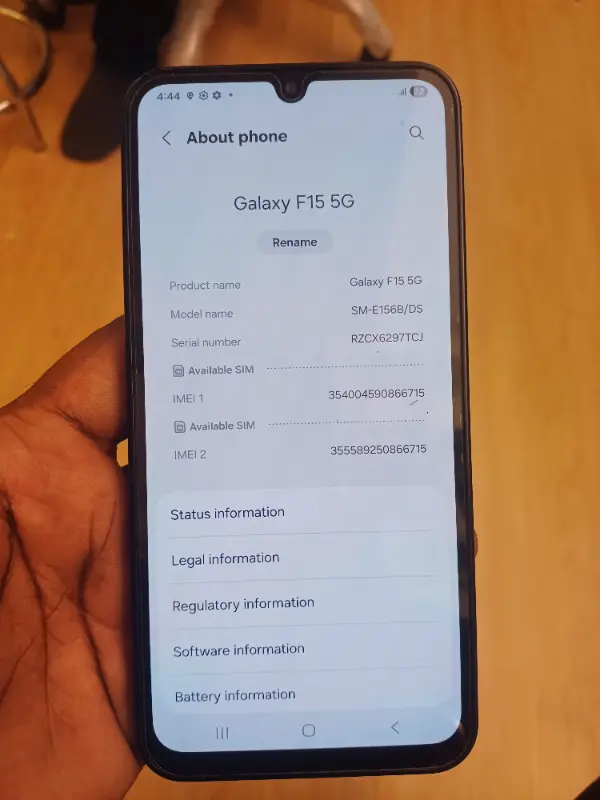 4:44
About phone
Galaxy F15 5G
Rename
Product name Galaxy F15 5G
Model name SM-E156B/DS
Serial number RZCX6297TCJ
Available SIM
IMEI 1 354004590866715
Available SIM
IMEI 2 355589250866715
Status information
Legal information
Regulatory information
Software information
Battery information